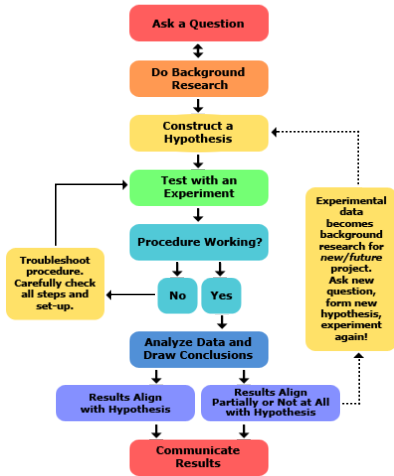 Ask a Question
Do Background
Research
Construct a
Hypothesis
Test with an
Experiment
Procedure Working?
No
Yes
Troubleshoot
procedure.
Carefully check
all steps and
set-up.
Experimental
data
becomes
background
research for
new/future
project.
Ask new
question,
form new
hypothesis,
experiment
again!
Analyze Data and
Draw Conclusions
Results Align
with Hypothesis
Results Align
Partially or Not at All
with Hypothesis
Communicate
Results